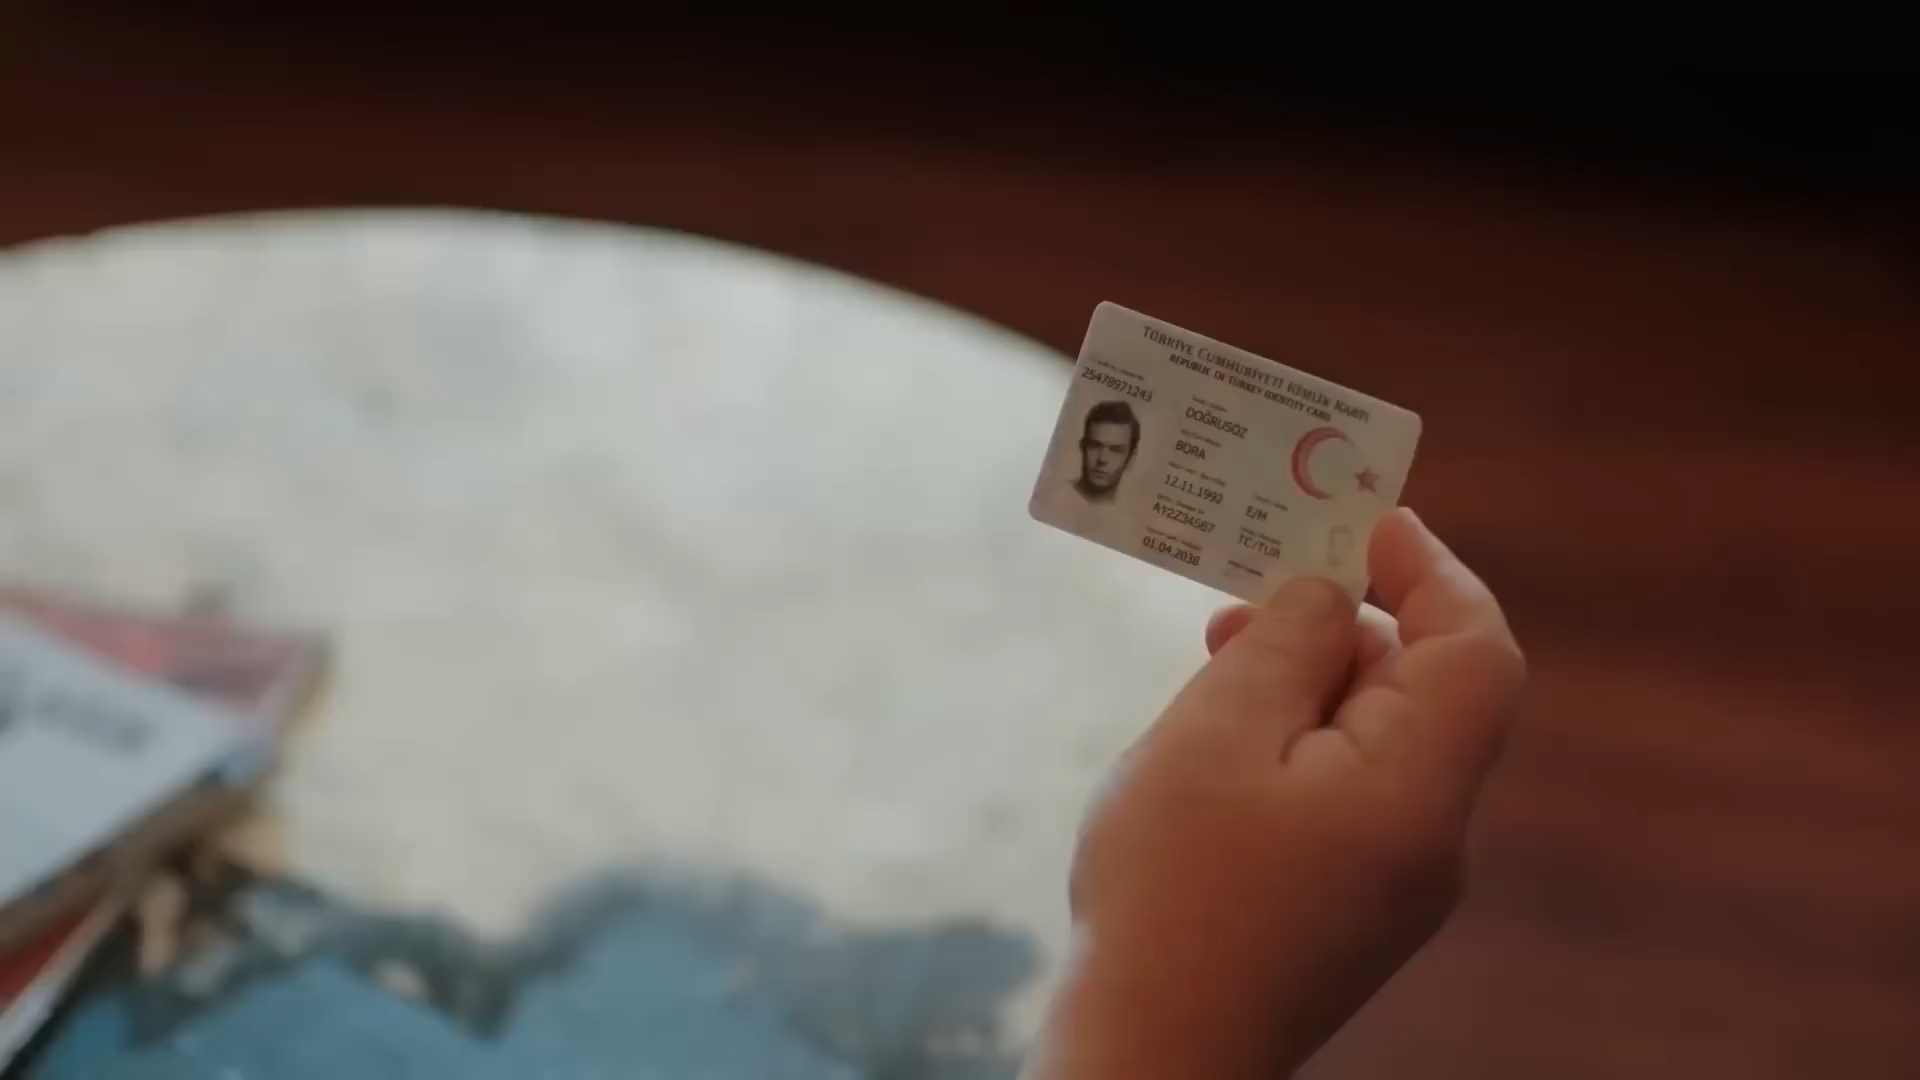 TÜRKİYE CUMHURİYETİ KİMLİK KARTI
REPUBLIC OF TURKEY IDENTITY CARD
25478971243
DOĞRUSÖZ
BORA
12.11.1992
E/M
A12Z34567
TC/TUR
01.04.2038